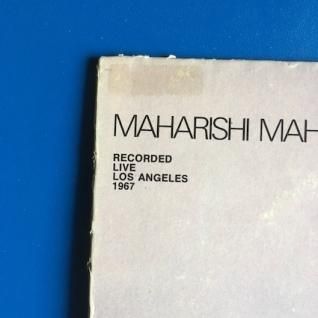 MAHARISHI MAH
RECORDED
LIVE
LOS ANGELES
1967